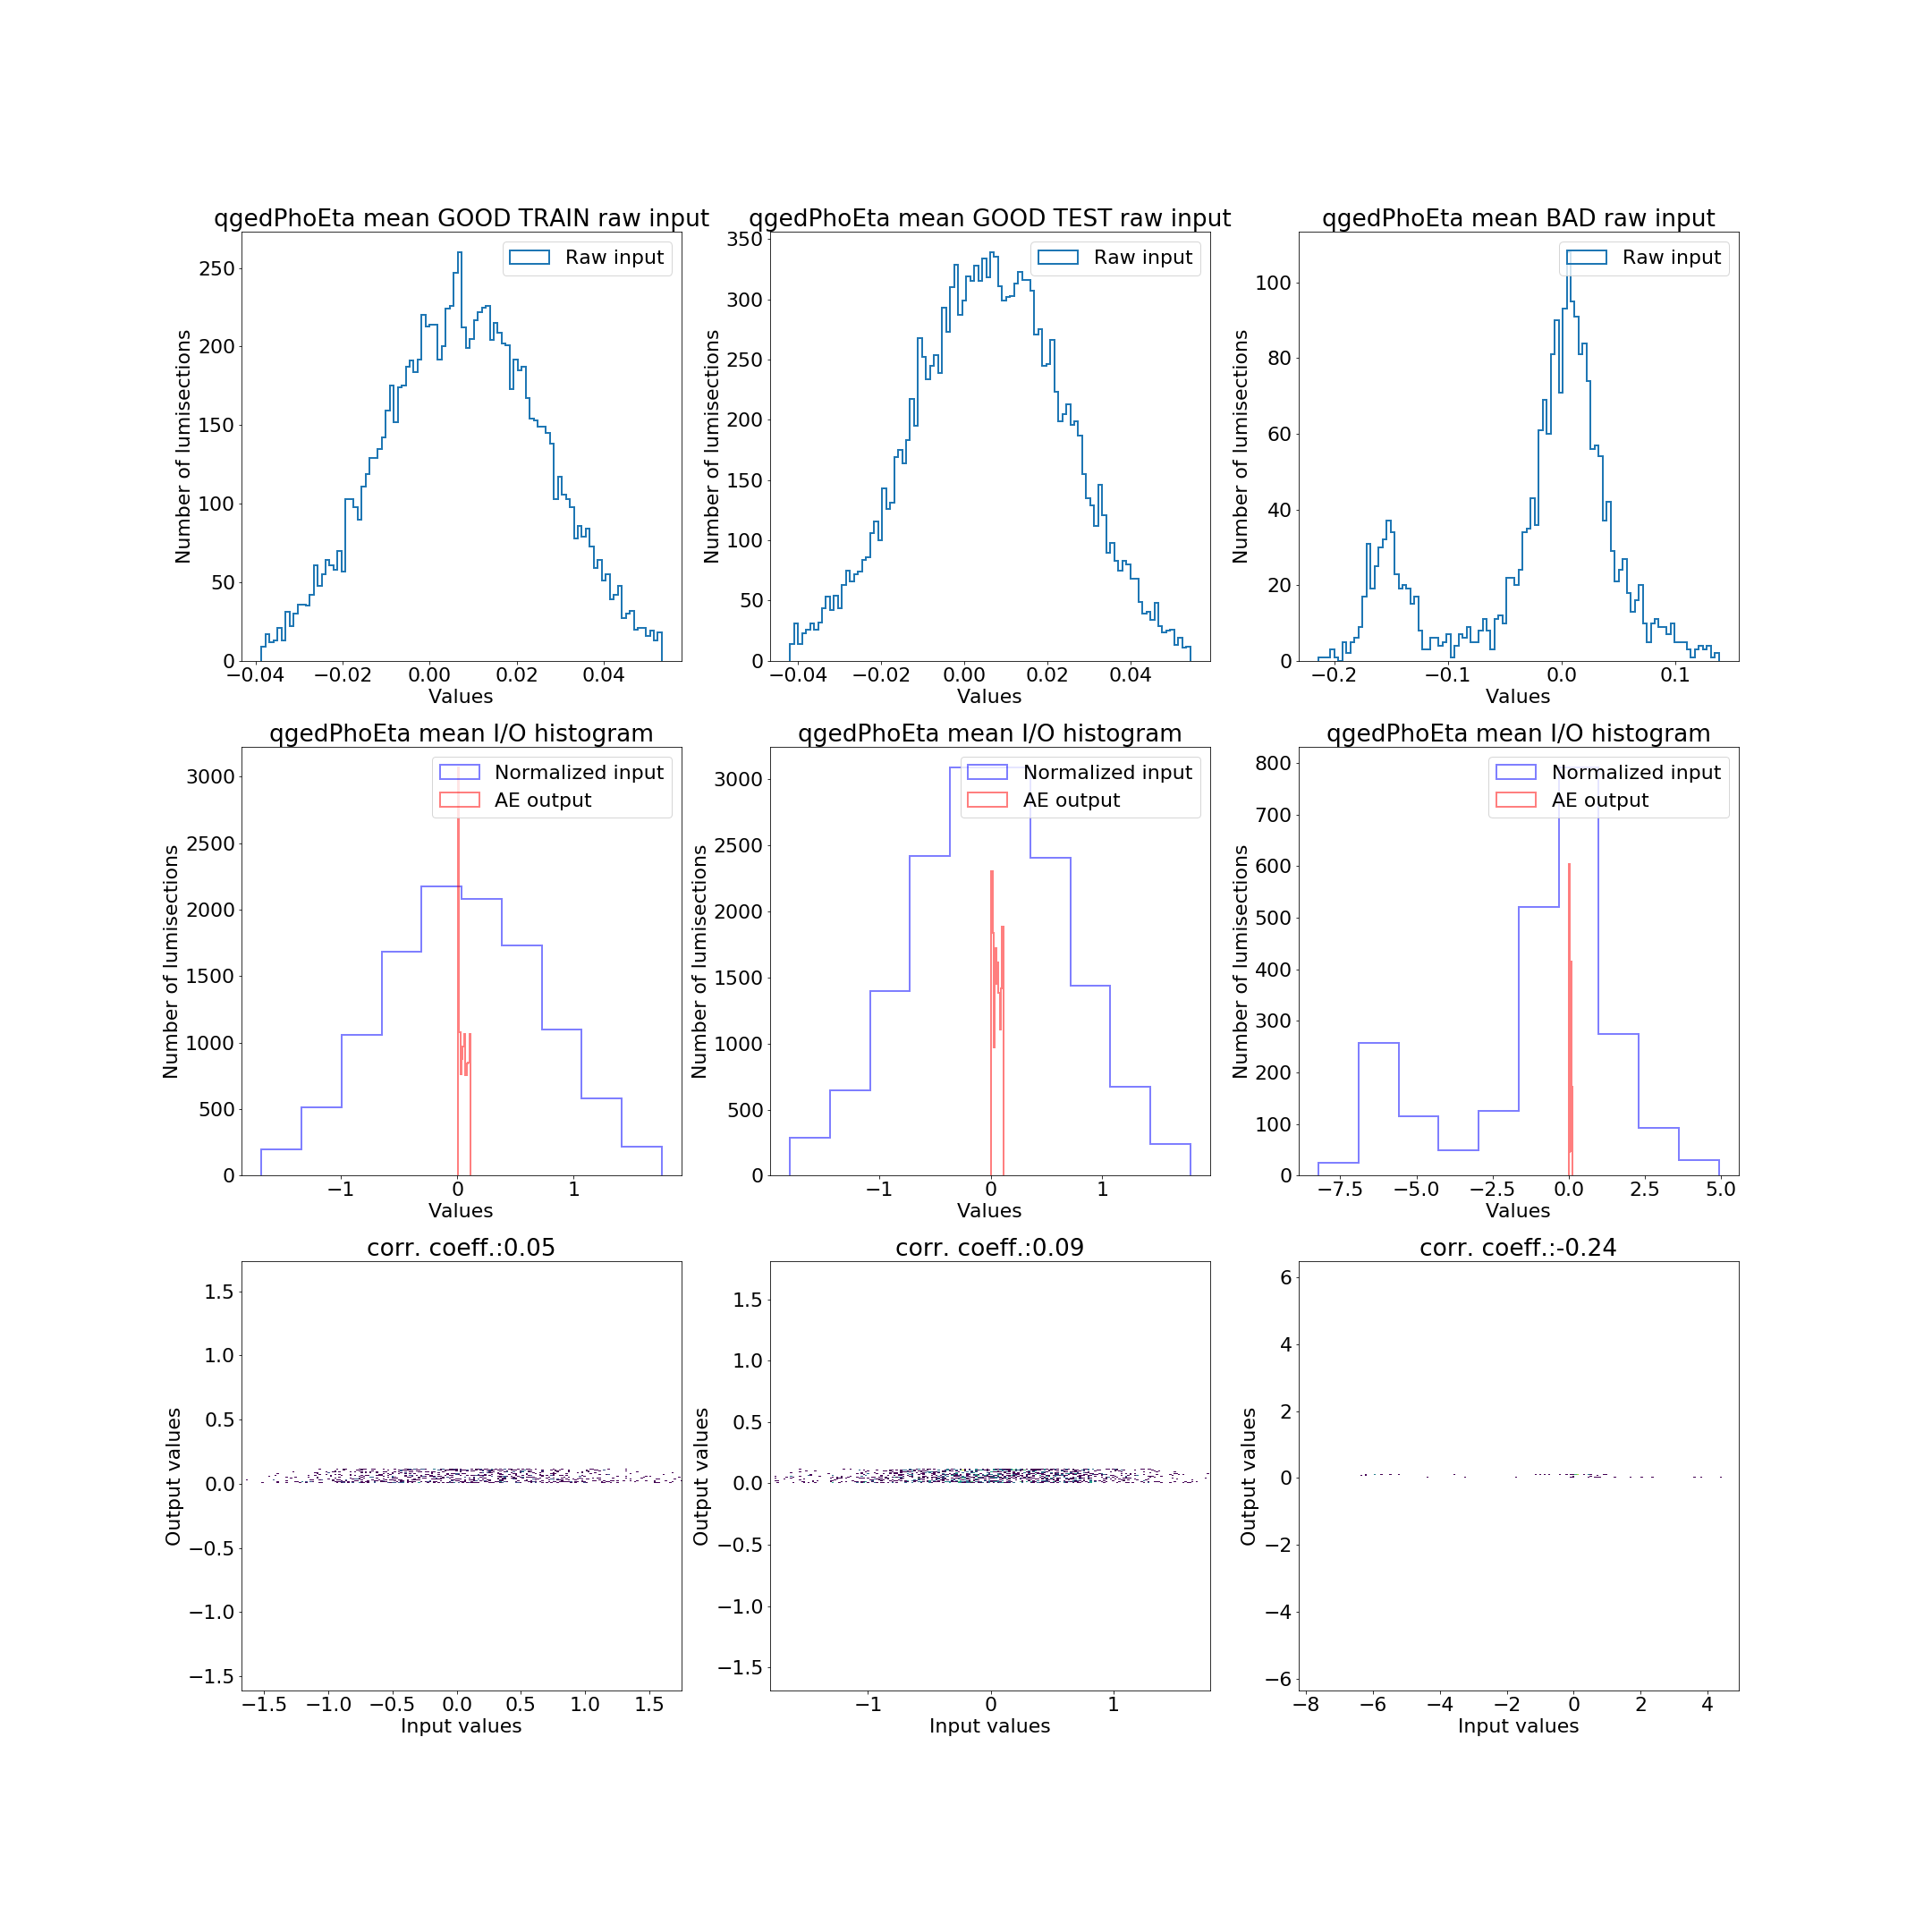 qgedPhoEta mean GOOD TRAIN raw input
Raw input
Number of lumisections
0
50
100
150
200
250
−0.04
−0.02
0.00
0.02
0.04
Values
qgedPhoEta mean GOOD TEST raw input
Raw input
Number of lumisections
0
50
100
150
200
250
300
350
−0.04
−0.02
0.00
0.02
0.04
Values
qgedPhoEta mean BAD raw input
Raw input
Number of lumisections
0
20
40
60
80
100
−0.2
−0.1
0.0
0.1
Values
qgedPhoEta mean I/O histogram
Normalized input
AE output
Number of lumisections
0
500
1000
1500
2000
2500
3000
−1
0
1
Values
qgedPhoEta mean I/O histogram
Normalized input
AE output
Number of lumisections
0
500
1000
1500
2000
2500
3000
−1
0
1
Values
qgedPhoEta mean I/O histogram
Normalized input
AE output
Number of lumisections
0
100
200
300
400
500
600
700
800
−7.5
−5.0
−2.5
0.0
2.5
5.0
Values
corr. coeff.:0.05
Output values
1.5
1.0
0.5
0.0
−0.5
−1.0
−1.5
−1.5
−1.0
−0.5
0.0
0.5
1.0
1.5
Input values
corr. coeff.:0.09
Output values
1.5
1.0
0.5
0.0
−0.5
−1.0
−1.5
−1
0
1
Input values
corr. coeff.:-0.24
Output values
6
4
2
0
−2
−4
−6
−8
−6
−4
−2
0
2
4
Input values